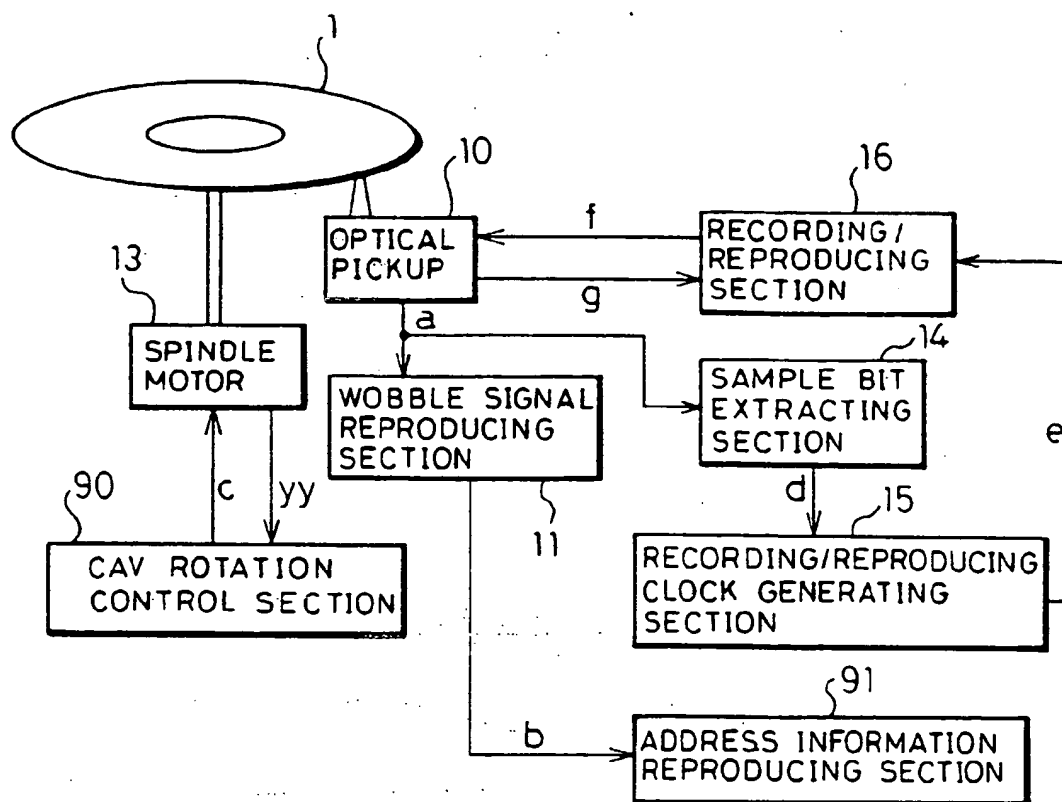 1
10
16
OPTICAL
PICKUP
f
g
RECORDING/
REPRODUCING
SECTION
13
a
14
SPINDLE
MOTOR
WOBBLE SIGNAL
REPRODUCING
SECTION
SAMPLE BIT
EXTRACTING
SECTION
e
90
c
yy
11
d
15
CAV ROTATION
CONTROL SECTION
RECORDING/REPRODUCING
CLOCK GENERATING
SECTION
91
b
ADDRESS INFORMATION
REPRODUCING SECTION